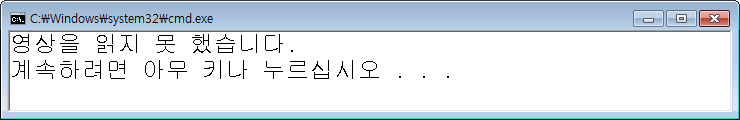 C:₩Windows₩system32₩cmd.exe
영상을 읽지 못 했습니다.
계속하려면 아무 키나 누르십시오 . . .